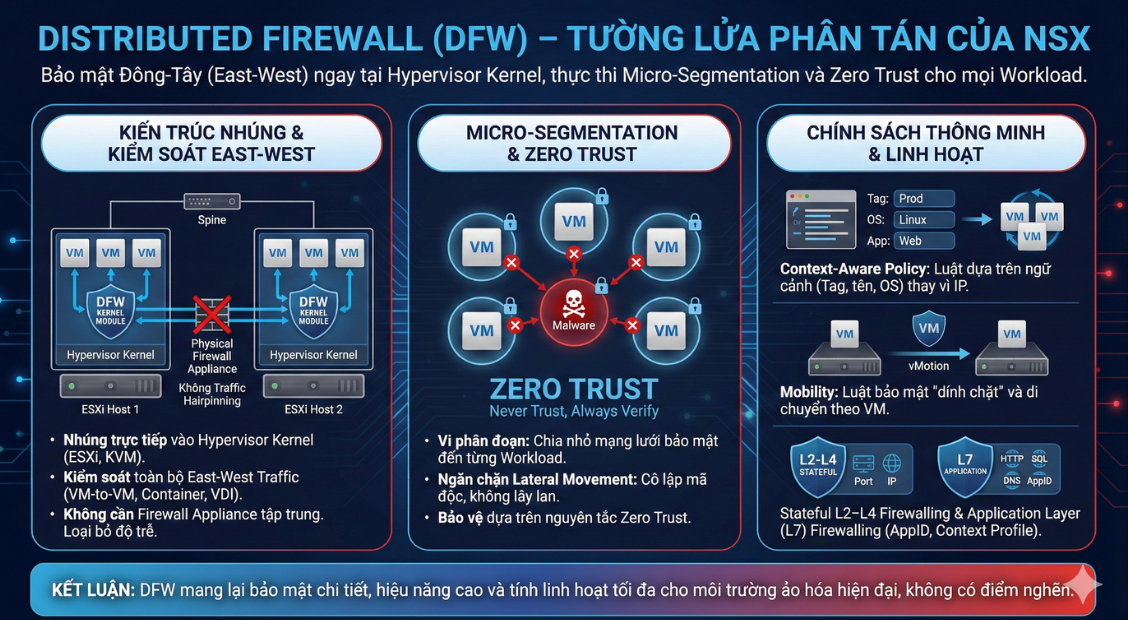 DISTRIBUTED FIREWALL (DFW) – TƯỜNG LỬA PHÂN TÁN CỦA NSX
Bảo mật Đông-Tây (East-West) ngay tại Hypervisor Kernel, thực thi Micro-Segmentation và Zero Trust cho mọi Workload.
KIẾN TRÚC NHÚNG &
KIỂM SOÁT EAST-WEST
Spine
VM VM VM
VM VM VM
DFW
KERNEL
MODULE
DFW
KERNEL
MODULE
Hypervisor Kernel
Hypervisor Kernel
Physical
Firewall
Appliance
Không Traffic
Hairpinning
ESXi Host 1
ESXi Host 2
• Nhúng trực tiếp vào Hypervisor Kernel
(ESXi, KVM).
• Kiểm soát toàn bộ East-West Traffic
(VM-to-VM, Container, VDI).
• Không cần Firewall Appliance tập trung.
Loại bỏ độ trễ.
MICRO-SEGMENTATION
& ZERO TRUST
VM
VM
VM
VM
VM
Malware
ZERO TRUST
Never Trust, Always Verify
• Vi phân đoạn: Chia nhỏ mạng lưới bảo mật
đến từng Workload.
• Ngăn chặn Lateral Movement: Cô lập mã
độc, không lây lan.
• Bảo vệ dựa trên nguyên tắc Zero Trust.
CHÍNH SÁCH THÔNG MINH
& LINH HOẠT
Tag: Prod
OS: Linux
App: Web
VM VM
VM
Context-Aware Policy: Luật dựa trên ngữ
cảnh (Tag, tên, OS) thay vì IP.
VM
VM
VM
vMotion
Mobility: Luật bảo mật "dính chặt" và di
chuyển theo VM.
L2-L4
STATEFUL
Port IP
L7
APPLICATION
HTTP SQL
DNS AppID
Stateful L2–L4 Firewalling & Application Layer
(L7) Firewalling (AppID, Context Profile).
KẾT LUẬN: DFW mang lại bảo mật chi tiết, hiệu năng cao và tính linh hoạt tối đa cho môi trường ảo hóa hiện đại, không có điểm nghẽn.